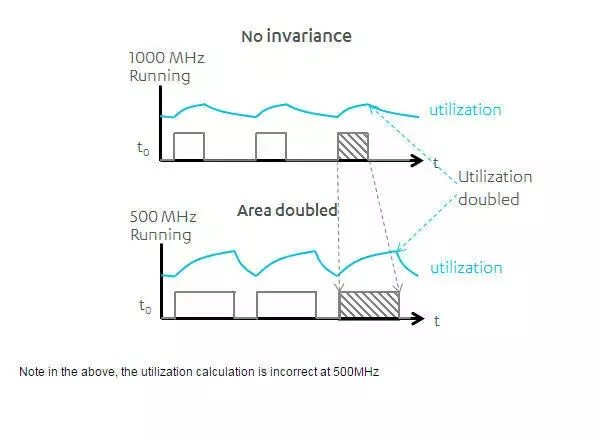 No invariance
1000 MHz
Running
utilization
t0
t
Utilization
doubled
500 MHz
Running
Area doubled
utilization
t0
t
Note in the above, the utilization calculation is incorrect at 500MHz